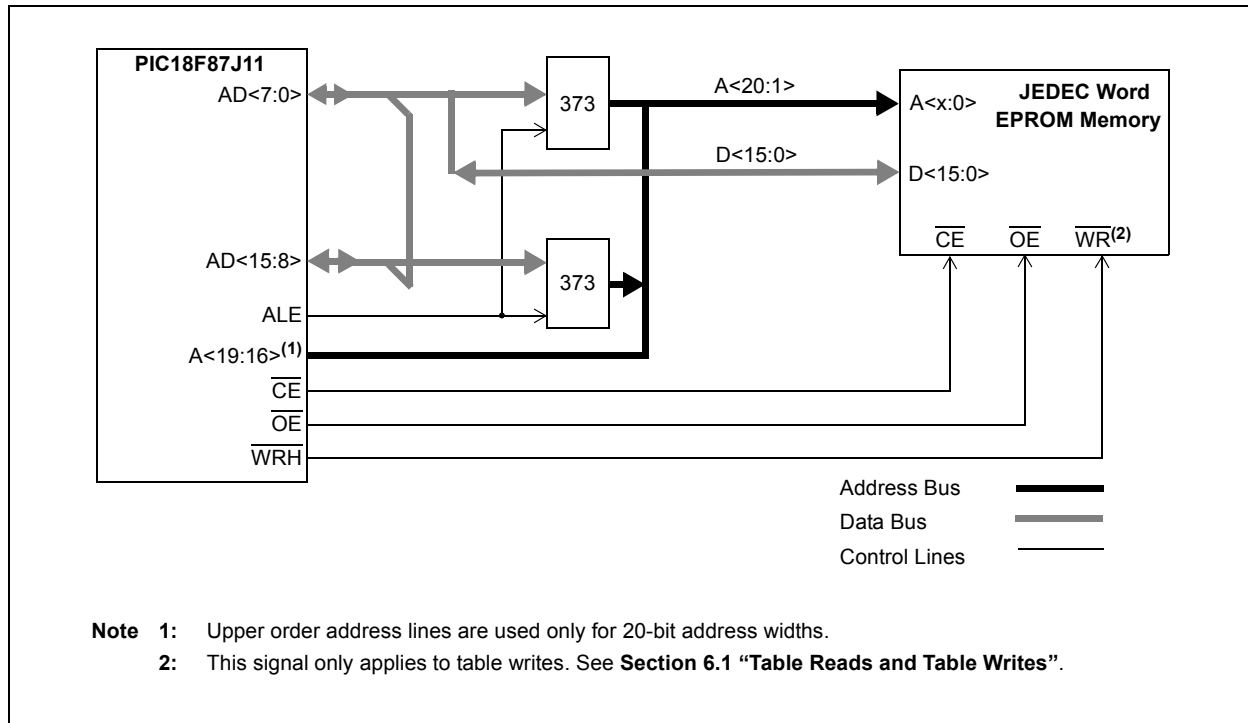 PIC18F87J11
AD<7:0>
373
A<20:1>
A<x:0>
JEDEC Word
EPROM Memory
D<15:0>
D<15:0>
AD<15:8>
373
CE
OE
WR(2)
ALE
A<19:16>(1)
CE
OE
WRH
Address Bus
Data Bus
Control Lines
Note 1: Upper order address lines are used only for 20-bit address widths.
2: This signal only applies to table writes. See Section 6.1 “Table Reads and Table Writes”.